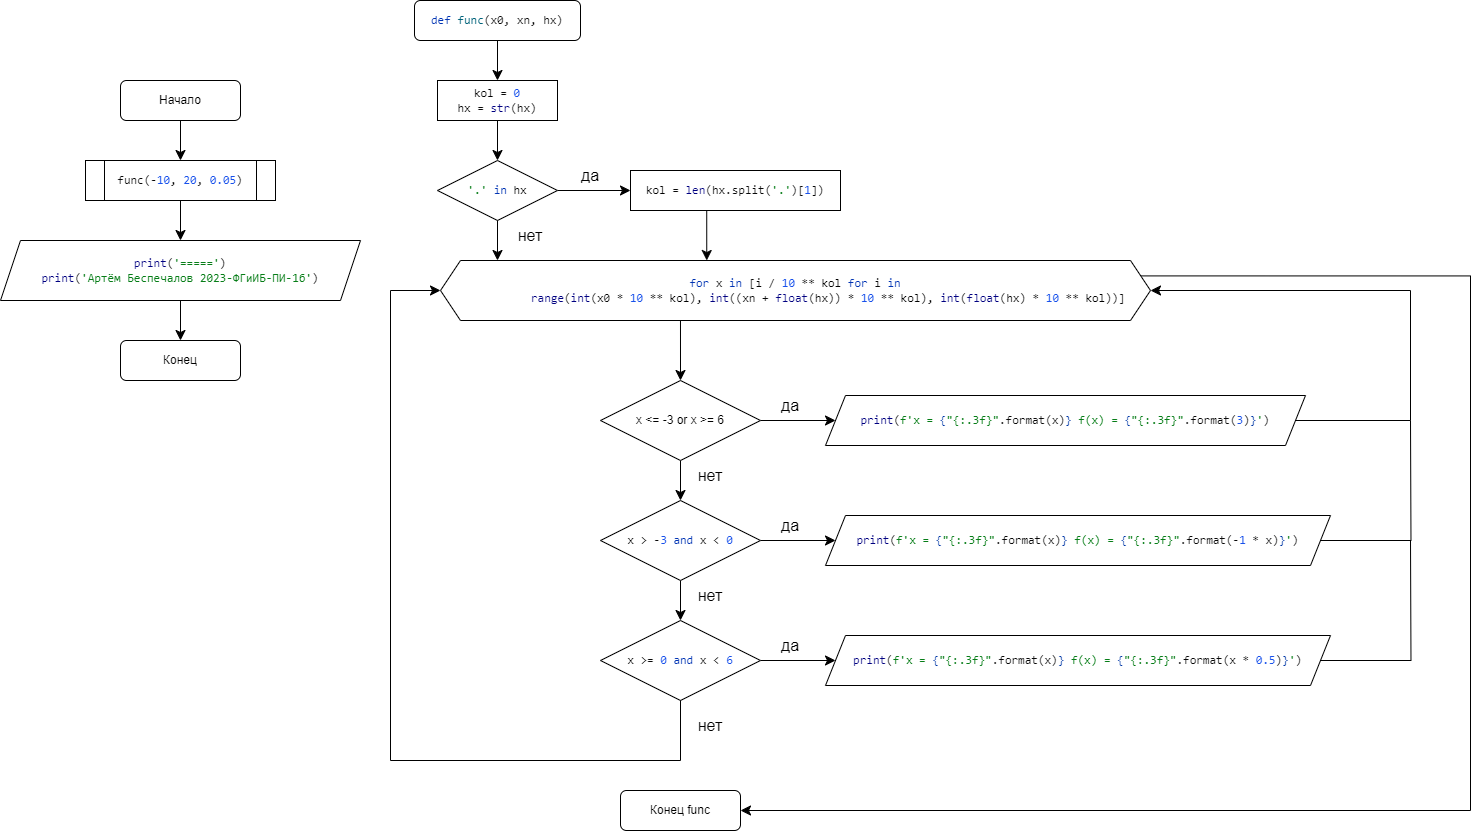 Начало
func(-10, 20, 0.05)
print('=====')
print('Артём Беспечалов 2023-ФГиИБ-ПИ-1б')
Конец
def func(x0, xn, hx)
kol = 0
hx = str(hx)
'.' in hx
да
kol = len(hx.split('.')[1])
нет
for x in [i / 10 ** kol for i in
range(int(x0 * 10 ** kol), int((xn + float(hx)) * 10 ** kol), int(float(hx) * 10 ** kol))]
x <= -3 or x >= 6
да
print(f'x = {"{:.3f}".format(x)} f(x) = {"{:.3f}".format(3)}')
нет
x > -3 and x < 0
да
print(f'x = {"{:.3f}".format(x)} f(x) = {"{:.3f}".format(-1 * x)}')
нет
x >= 0 and x < 6
да
print(f'x = {"{:.3f}".format(x)} f(x) = {"{:.3f}".format(x * 0.5)}')
нет
Конец func